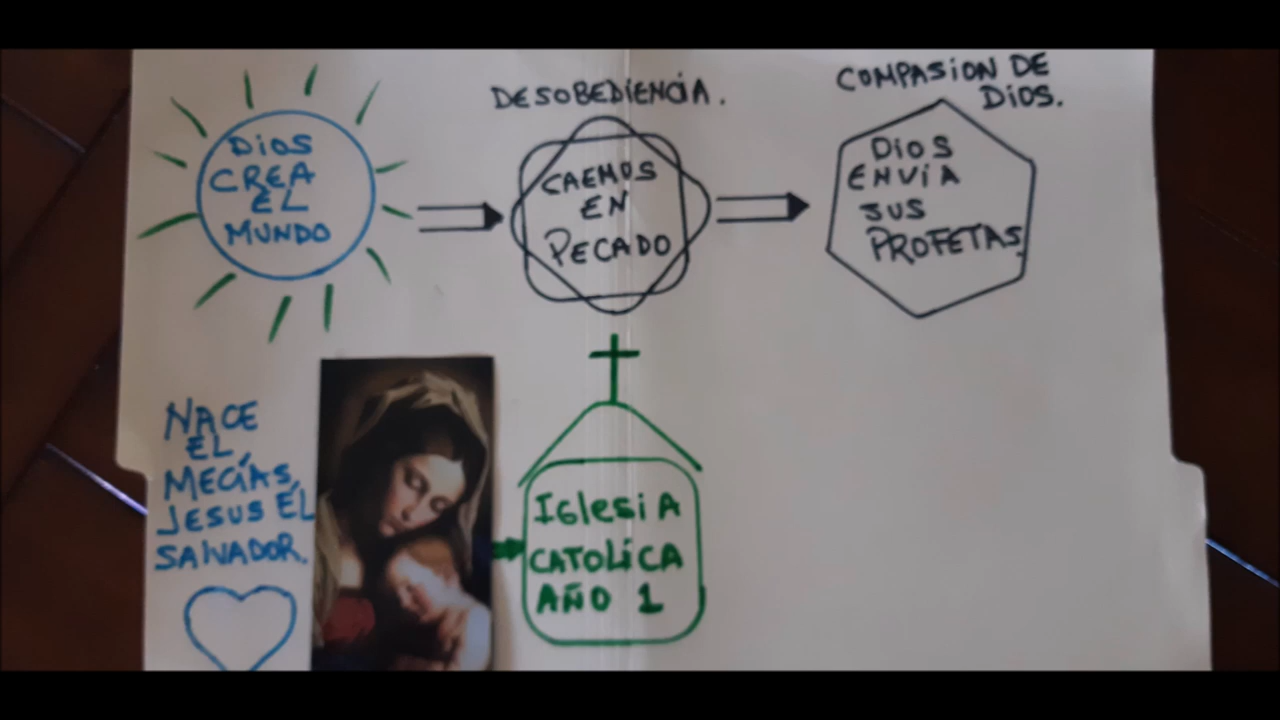 DIOS
CREA
EL
MUNDO
DESOBEDIENCIA.
CAEMOS
EN
PECADO
COMPASION DE
DIOS.
DIOS
ENVIA
SUS
PROFETAS.
NACE
EL
MECÍAS,
JESUS EL
SALVADOR.
IGlesiA
CATOLICA
AÑO 1